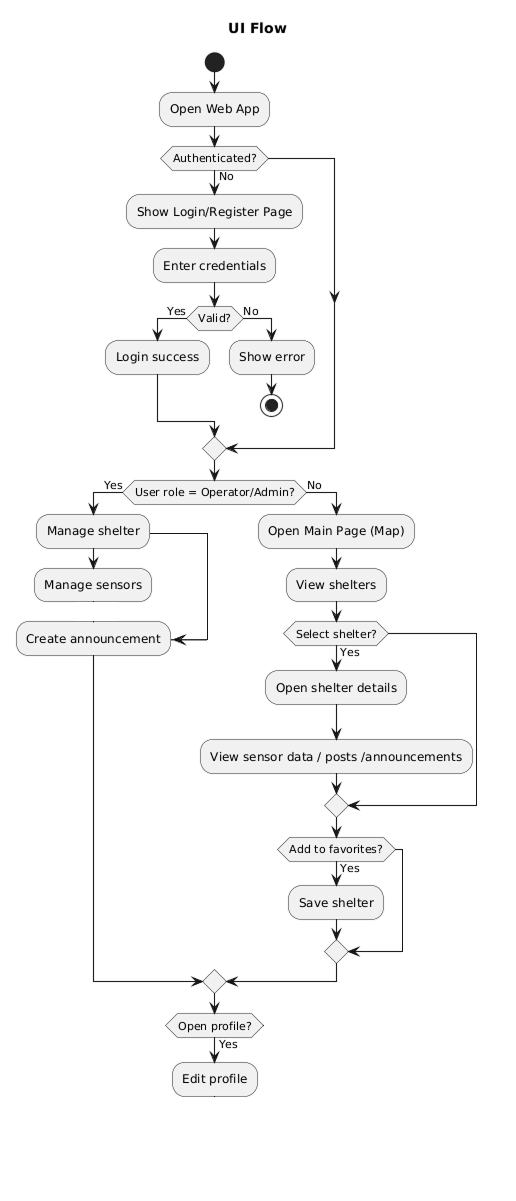 UI Flow
Open Web App
Authenticated?
No
Show Login/Register Page
Enter credentials
Yes
Valid?
No
Login success
Show error
Yes
User role = Operator/Admin?
No
Manage shelter
Open Main Page (Map)
Manage sensors
View shelters
Create announcement
Select shelter?
Yes
Open shelter details
View sensor data / posts /announcements
Add to favorites?
Yes
Save shelter
Open profile?
Yes
Edit profile